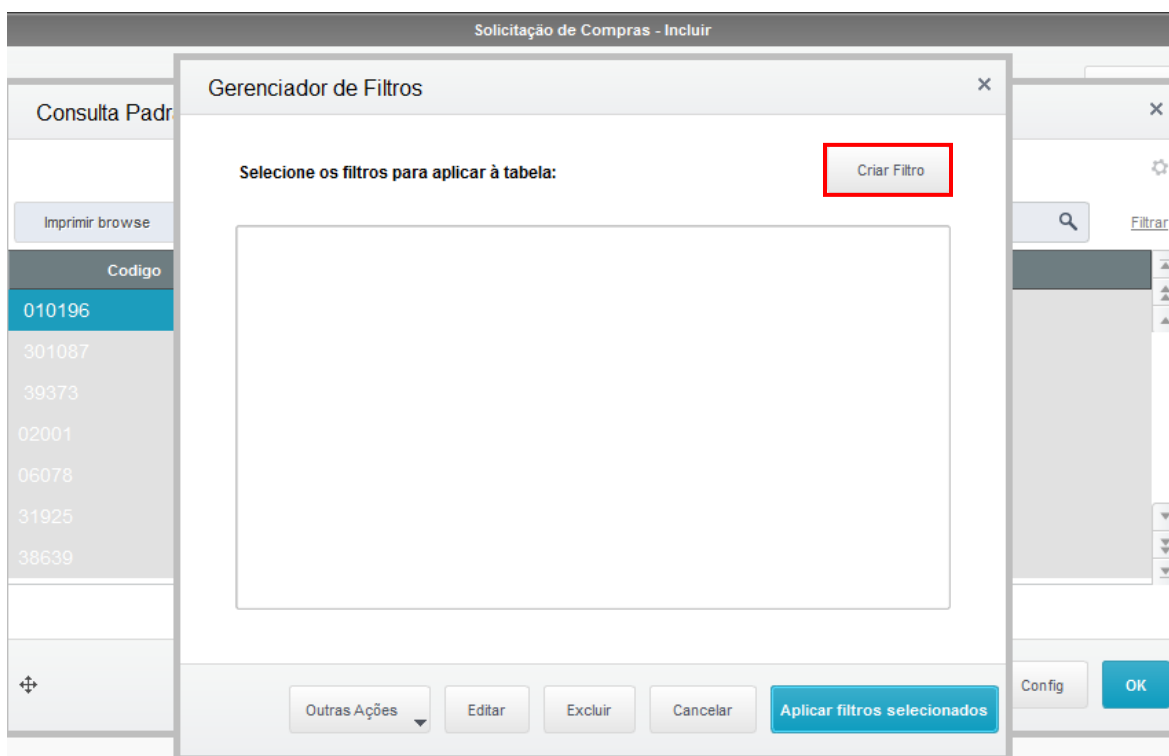 Solicitação de Compras - Incluir
Gerenciador de Filtros
Consulta Padr
Selecione os filtros para aplicar à tabela:
Criar Filtro
Imprimir browse
Filtrar
Codigo
010196
301087
39373
02001
06078
31925
38639
Outras Ações
Editar
Excluir
Cancelar
Aplicar filtros selecionados
Config
OK